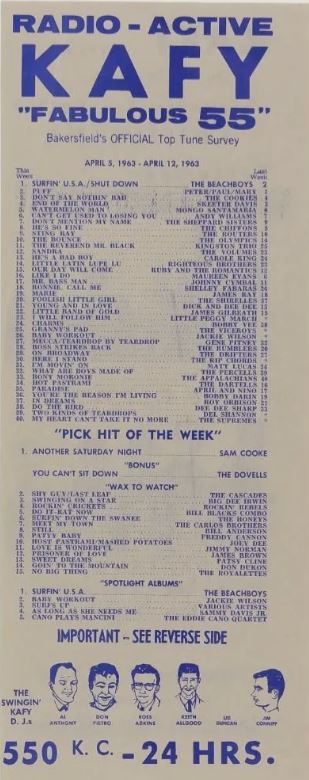 RADIO - ACTIVE
KAFY
"FABULOUS 55"
Bakersfield's OFFICIAL Top Tune Survey
APRIL 5, 1963 - APRIL 12, 1963
This Week Last Week
1. SURFIN' U.S.A./SHUT DOWN THE BEACHBOYS 2
2. PUFF PETER/PAUL/MARY 1
3. DON'T SAY NOTHIN' BAD THE COOKIES 4
4. END OF THE WORLD SKEETER DAVIS 3
5. WATERMELON MAN MONGO SANTAMARIA
6. CAN'T GET USED TO LOSING YOU ANDY WILLIAMS 7
7. DON'T MENTION MY NAME THE SHEPPARD SISTERS
8. HE'S SO FINE THE CHIFFONS
9. STING RAY THE ROUTERS
10. THE BOUNCE THE OLYMPICS
11. THE REVEREND MR. BLACK KINGSTON TRIO
12. SANDRA THE VOLUMES
13. HE'S A BAD BOY CAROLE KING
14. LITTLE LATIN LUPE LU RIGHTEOUS BROTHERS
15. OUR DAY WILL COME RUBY AND THE ROMANTICS
16. LIKE I DO MAUREEN EVANS
17. MR. BASS MAN JOHNNY CYMBAL
18. RONNIE, CALL ME SHELLEY FABARES
19. MABLE JAMES RAY
20. FOOLISH LITTLE GIRL THE SHIRELLES
21. YOUNG AND IN LOVE DICK AND DEE DEE
22. LITTLE BAND OF GOLD JAMES GILREATH
23. I WILL FOLLOW HIM LITTLE PEGGY MARCH
24. CHARMS BOBBY VEE
25. GRANNY'S PAD THE VICEROYS
26. BABY WORKOUT JACKIE WILSON
27. MECCA/TEARDROP BY TEARDROP GENE PITNEY
28. BOSS STRIKES BACK THE RUMBLERS
29. ON BROADWAY THE DRIFTERS
30. HERE I STAND THE RIP CHORDS
31. I'M MOVIN' ON MATT LUCAS
32. WHAT ARE BOYS MADE OF THE PERCELLS
33. BONY MORONIE THE APPALACHIANS
34. HOT PASTRAMI THE DARTELLS
35. PARADISE APRIL AND NINO
36. YOU'RE THE REASON I'M LIVING BOBBY DARIN
37. IN DREAMS ROY ORBISON
38. DO THE BIRD DEE DEE SHARP
39. TWO KINDS OF TEARDROPS DEL SHANNON
40. MY HEART CAN'T TAKE IT NO MORE THE SUPREMES
"PICK HIT OF THE WEEK"
1. ANOTHER SATURDAY NIGHT SAM COOKE
"BONUS"
YOU CAN'T SIT DOWN THE DOVELLS
"WAX TO WATCH"
2. SHY GUY/LAST LEAF THE CASCADES
3. SWINGING ON A STAR BIG DEE IRWIN
4. ROCKIN' CRICKETS ROCKIN' REBELS
5. DO IT-RAT NOW BILL BLACKS COMBO
6. SURFIN' DOWN THE SWANEE THE HONEYS
7. MEET MY TOWN THE CARLOS BROTHERS
8. STILL BILL ANDERSON
9. PATTY BABY FREDDY CANNON
10. HOST PASTRAMI/MASHED POTATOES JOEY DEE
11. LOVE IS WONDERFUL JIMMY NORMAN
12. PRISONER OF LOVE JAMES BROWN
13. SWEET DREAMS PATSY CLINE
14. GOIN' TO THE MOUNTAIN DON DURON
15. NO BIG THING THE ROYALETTES
"SPOTLIGHT ALBUMS"
1. SURFIN' U.S.A. THE BEACHBOYS
2. BABY WORKOUT JACKIE WILSON
3. SURF'S UP VARIOUS ARTISTS
4. AS LONG AS SHE NEEDS ME SAMMY DAVIS JR.
5. CANO PLAYS MANCINI THE EDDIE CANO QUARTET
IMPORTANT -- SEE REVERSE SIDE
THE SWINGIN' KAFY D. J.s
AL ANTHONY
DON PIETRO
ROSS ADKINS
KEITH ALLGOOD
DUNCAN
JIM CONNIFF
550 K. C. - 24 HRS.